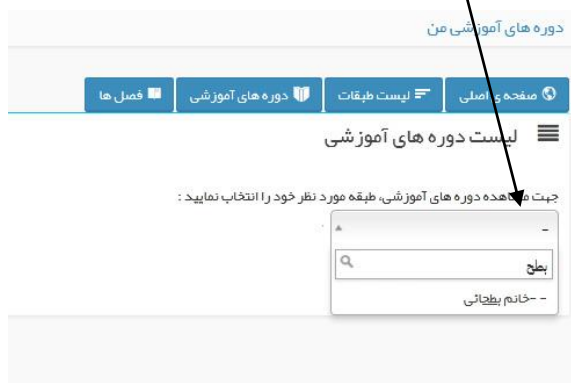 دوره های آموزشی من
صفحه ی اصلی لیست طبقات دوره های آموزشی فصل ها
لیست دوره های آموزشی
جهت مشاهده دوره های آموزشی، طبقه مورد نظر خود را انتخاب نمایید :
-
بطح
--خانم بطحائی